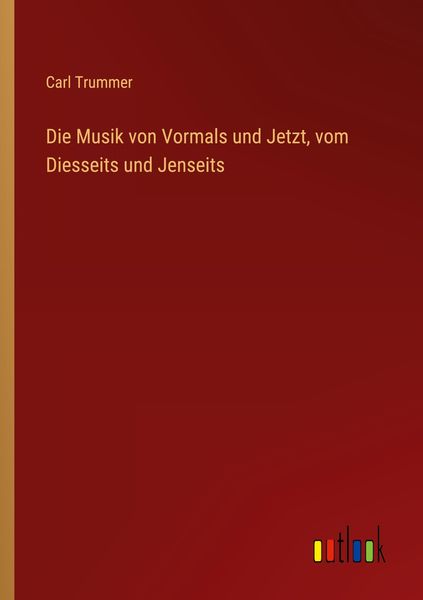 Carl Trummer
Die Musik von Vormals und Jetzt, vom
Diesseits und Jenseits
outlook